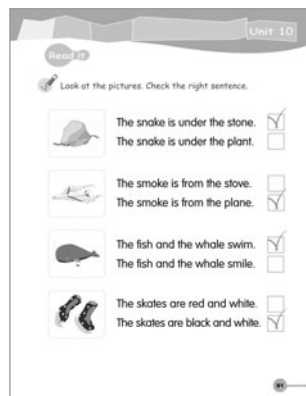 Unit 10
Read it
Look at the pictures. Check the right sentence.
The snake is under the stone.
The snake is under the plant.
The smoke is from the stove.
The smoke is from the plane.
The fish and the whale swim.
The fish and the whale smile.
The skates are red and white.
The skates are black and white.
91